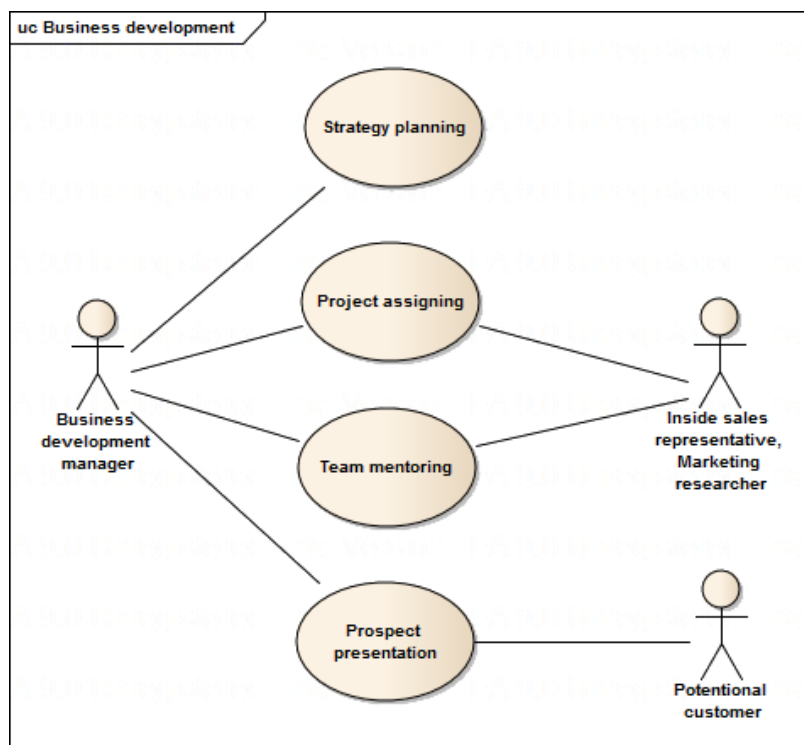 uc Business development
Strategy planning
Project assigning
Business
development
manager
Inside sales
representative,
Marketing
researcher
Team mentoring
Prospect
presentation
Potentional
customer